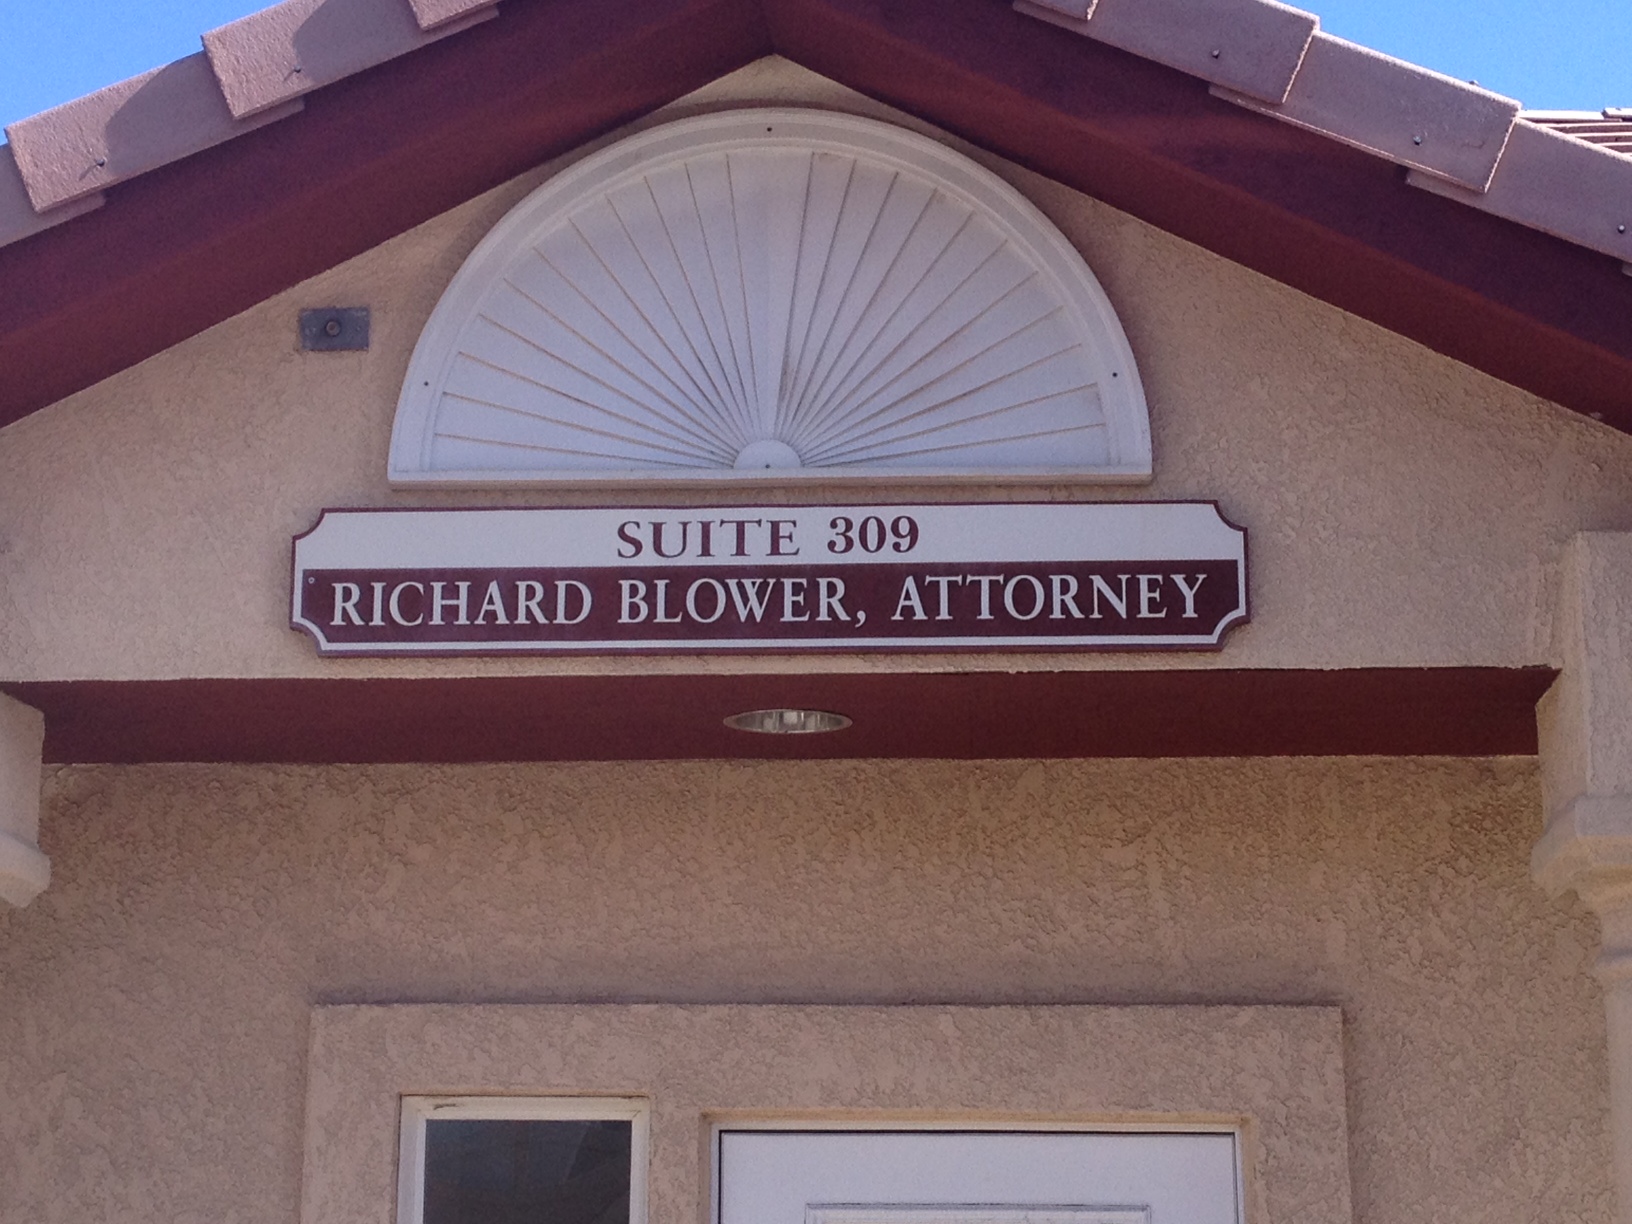 SUITE 309
RICHARD BLOWER, ATTORNEY